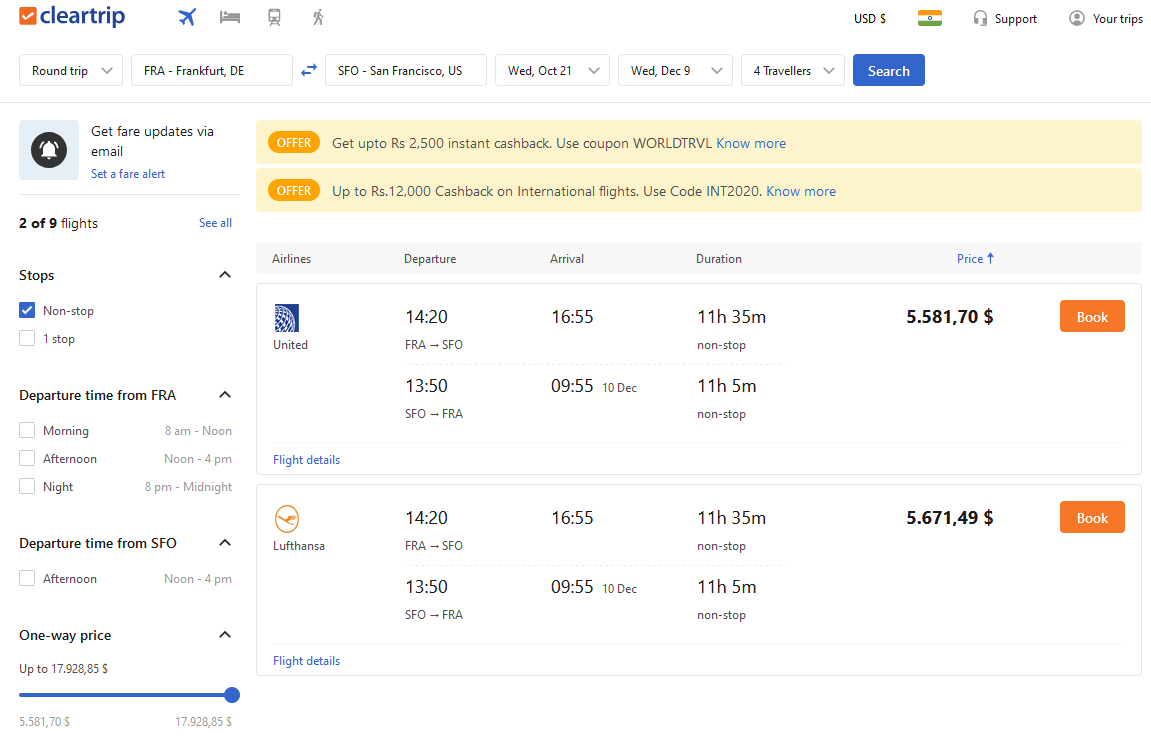 cleartrip
USD $
Support
Your trips
Round trip
FRA - Frankfurt, DE
SFO - San Francisco, US
Wed, Oct 21
Wed, Dec 9
4 Travellers
Search
Get fare updates via
email
Set a fare alert
2 of 9 flights
See all
Stops
Non-stop
1 stop
Departure time from FRA
Morning 8 am - Noon
Afternoon Noon - 4 pm
Night 8 pm - Midnight
Departure time from SFO
Afternoon Noon - 4 pm
One-way price
Up to 17.928,85 $
5.581,70 $ 17.928,85 $
OFFER Get upto Rs 2,500 instant cashback. Use coupon WORLDTRVL Know more
OFFER Up to Rs.12,000 Cashback on International flights. Use Code INT2020. Know more
Airlines Departure Arrival Duration Price ↑
14:20 16:55 11h 35m 5.581,70 $ Book
United FRA → SFO non-stop
13:50 09:55 10 Dec 11h 5m
SFO → FRA non-stop
Flight details
14:20 16:55 11h 35m 5.671,49 $ Book
Lufthansa FRA → SFO non-stop
13:50 09:55 10 Dec 11h 5m
SFO → FRA non-stop
Flight details